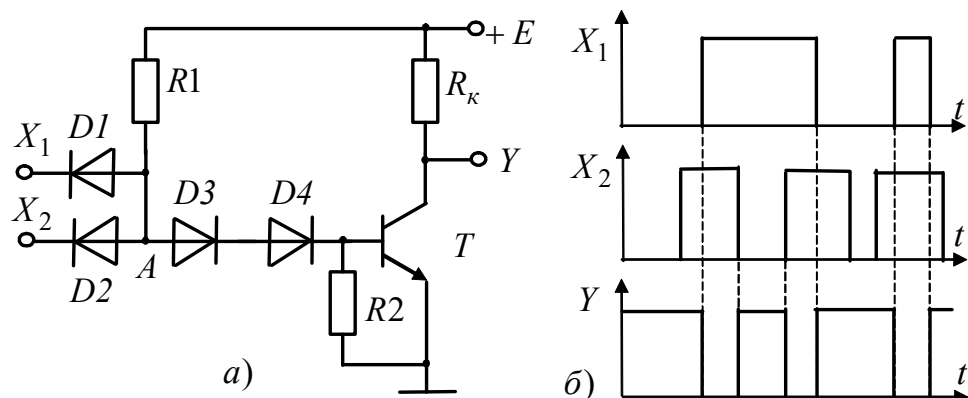 + E
R1
Rк
X1
D1
Y
X2
D3
D4
T
A
D2
R2
а)
X1
t
X2
t
Y
t
б)